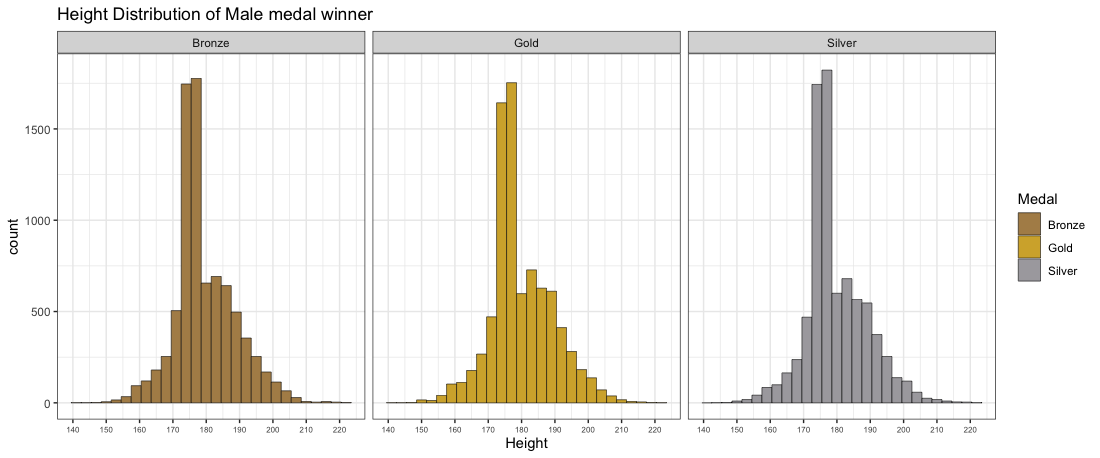 Height Distribution of Male medal winner
Bronze
Gold
Silver
1500
1000
500
0
count
140 150 160 170 180 190 200 210 220
140 150 160 170 180 190 200 210 220
140 150 160 170 180 190 200 210 220
Height
Medal
Bronze
Gold
Silver